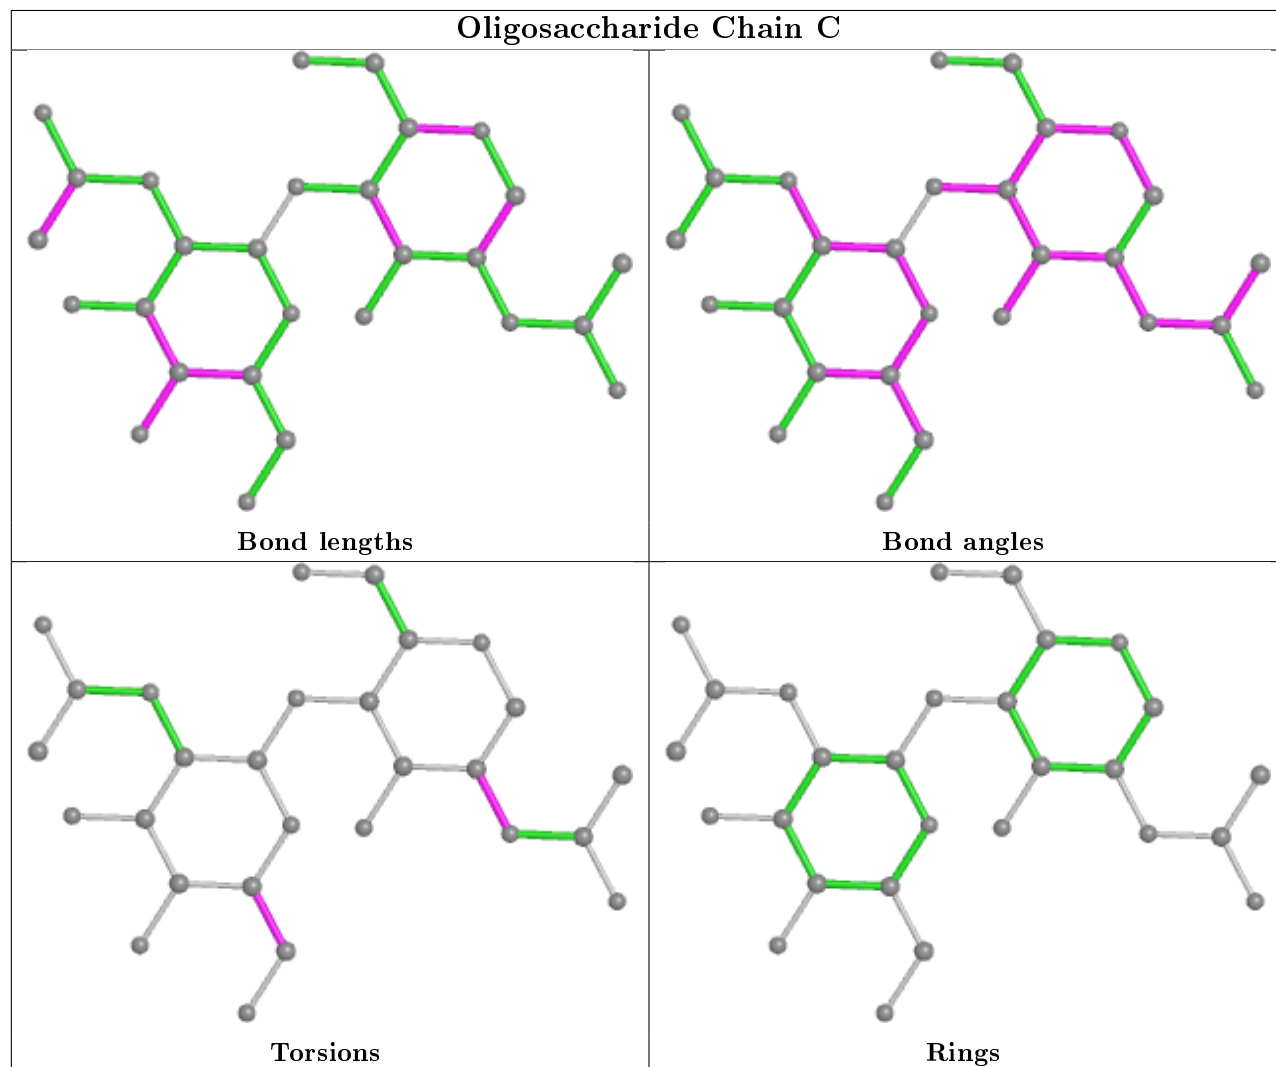 Oligosaccharide Chain C
Bond lengths
Bond angles
Torsions
Rings